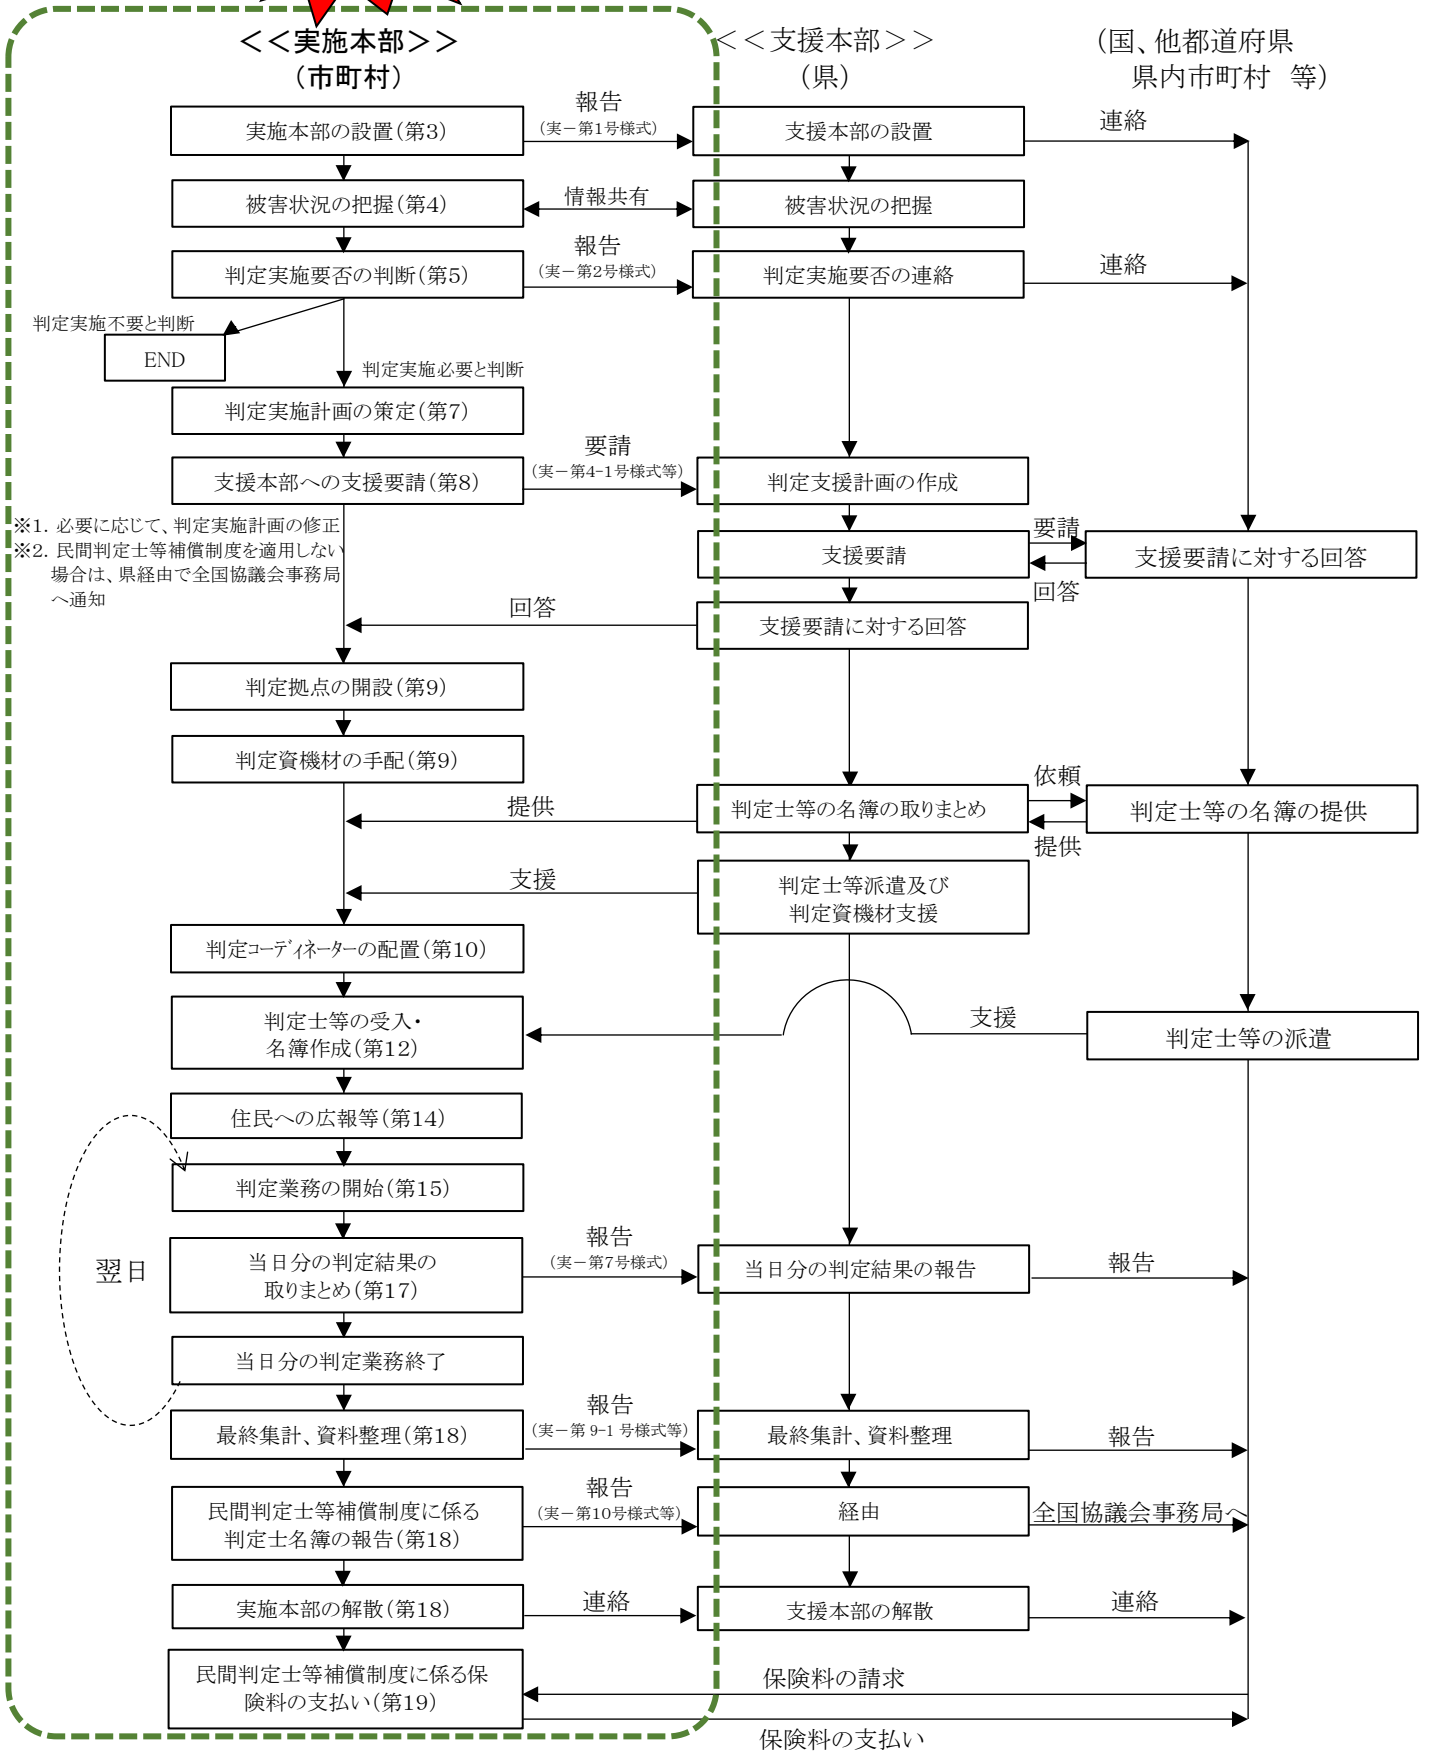 <<実施本部>>
(市町村)
<<支援本部>>
(県)
(国、他都道府県
県内市町村 等)
実施本部の設置(第3)
報告
(実－第1号様式)
支援本部の設置
連絡
被害状況の把握(第4)
情報共有
被害状況の把握
判定実施要否の判断(第5)
報告
(実－第2号様式)
判定実施要否の連絡
連絡
判定実施不要と判断
END
判定実施必要と判断
判定実施計画の策定(第7)
支援本部への支援要請(第8)
要請
(実－第4-1号様式等)
判定支援計画の作成
※1. 必要に応じて、判定実施計画の修正
※2. 民間判定士等補償制度を適用しない
場合は、県経由で全国協議会事務局
へ通知
支援要請
要請
回答
支援要請に対する回答
回答
支援要請に対する回答
判定拠点の開設(第9)
判定資機材の手配(第9)
提供
判定士等の名簿の取りまとめ
依頼
提供
判定士等の名簿の提供
支援
判定士等派遣及び
判定資機材支援
判定コーディネーターの配置(第10)
判定士等の受入・
名簿作成(第12)
支援
判定士等の派遣
住民への広報等(第14)
判定業務の開始(第15)
翌日
当日分の判定結果の
取りまとめ(第17)
報告
(実－第7号様式)
当日分の判定結果の報告
報告
当日分の判定業務終了
最終集計、資料整理(第18)
報告
(実－第 9-1 号様式等)
最終集計、資料整理
報告
民間判定士等補償制度に係る
判定士名簿の報告(第18)
報告
(実－第10号様式等)
経由
全国協議会事務局へ
実施本部の解散(第18)
連絡
支援本部の解散
連絡
民間判定士等補償制度に係る保
険料の支払い(第19)
保険料の請求
保険料の支払い